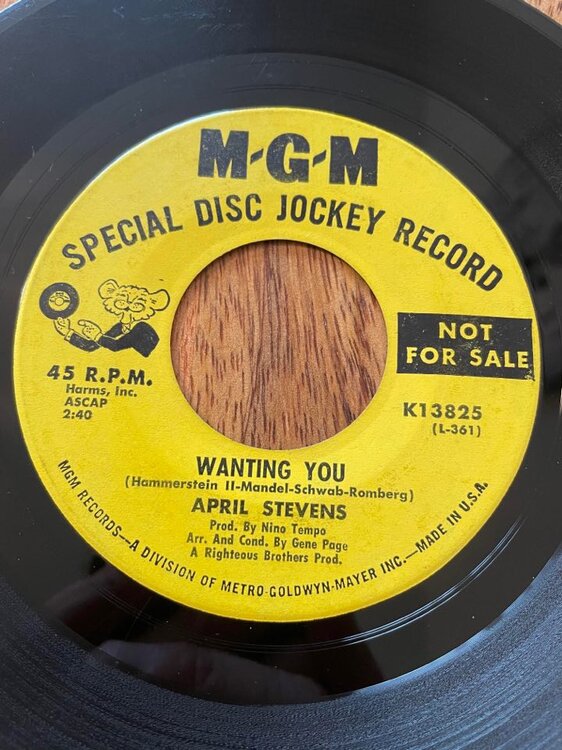 M-G-M
SPECIAL DISC JOCKEY RECORD
NOT
FOR SALE
45 R.P.M.
Harms, Inc.
ASCAP
2:40
K13825
(L-361)
WANTING YOU
(Hammerstein II-Mandel-Schwab-Romberg)
APRIL STEVENS
Prod. By Nino Tempo
Arr. And Cond. By Gene Page
A Righteous Brothers Prod.
MGM RECORDS—A DIVISION OF METRO-GOLDWYN-MAYER INC.—MADE IN U.S.A.